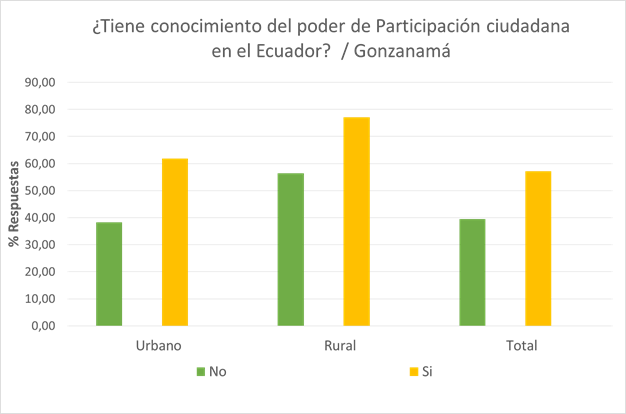 ¿Tiene conocimiento del poder de Participación ciudadana
en el Ecuador?  / Gonzanamá
% Respuestas
90,00
80,00
70,00
60,00
50,00
40,00
30,00
20,00
10,00
0,00
Urbano Rural Total
No Si